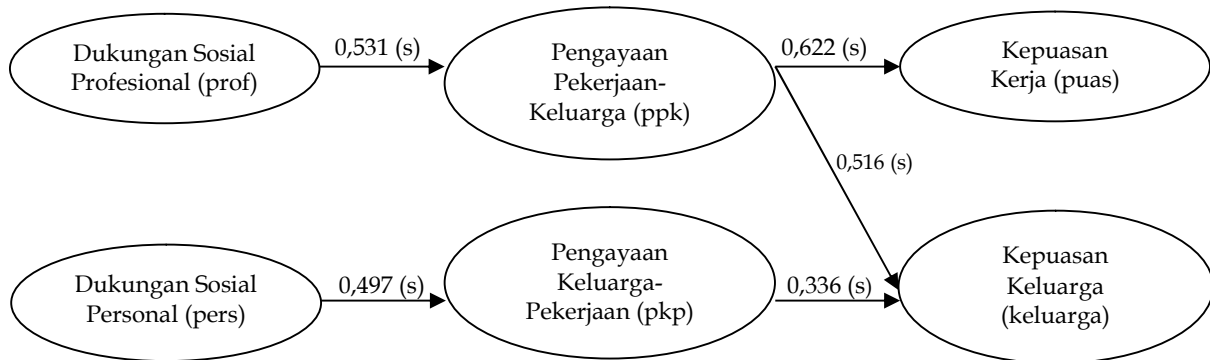 Dukungan Sosial
Profesional (prof)
0,531 (s)
Pengayaan
Pekerjaan-
Keluarga (ppk)
0,622 (s)
Kepuasan
Kerja (puas)
0,516 (s)
Dukungan Sosial
Personal (pers)
0,497 (s)
Pengayaan
Keluarga-
Pekerjaan (pkp)
0,336 (s)
Kepuasan
Keluarga
(keluarga)